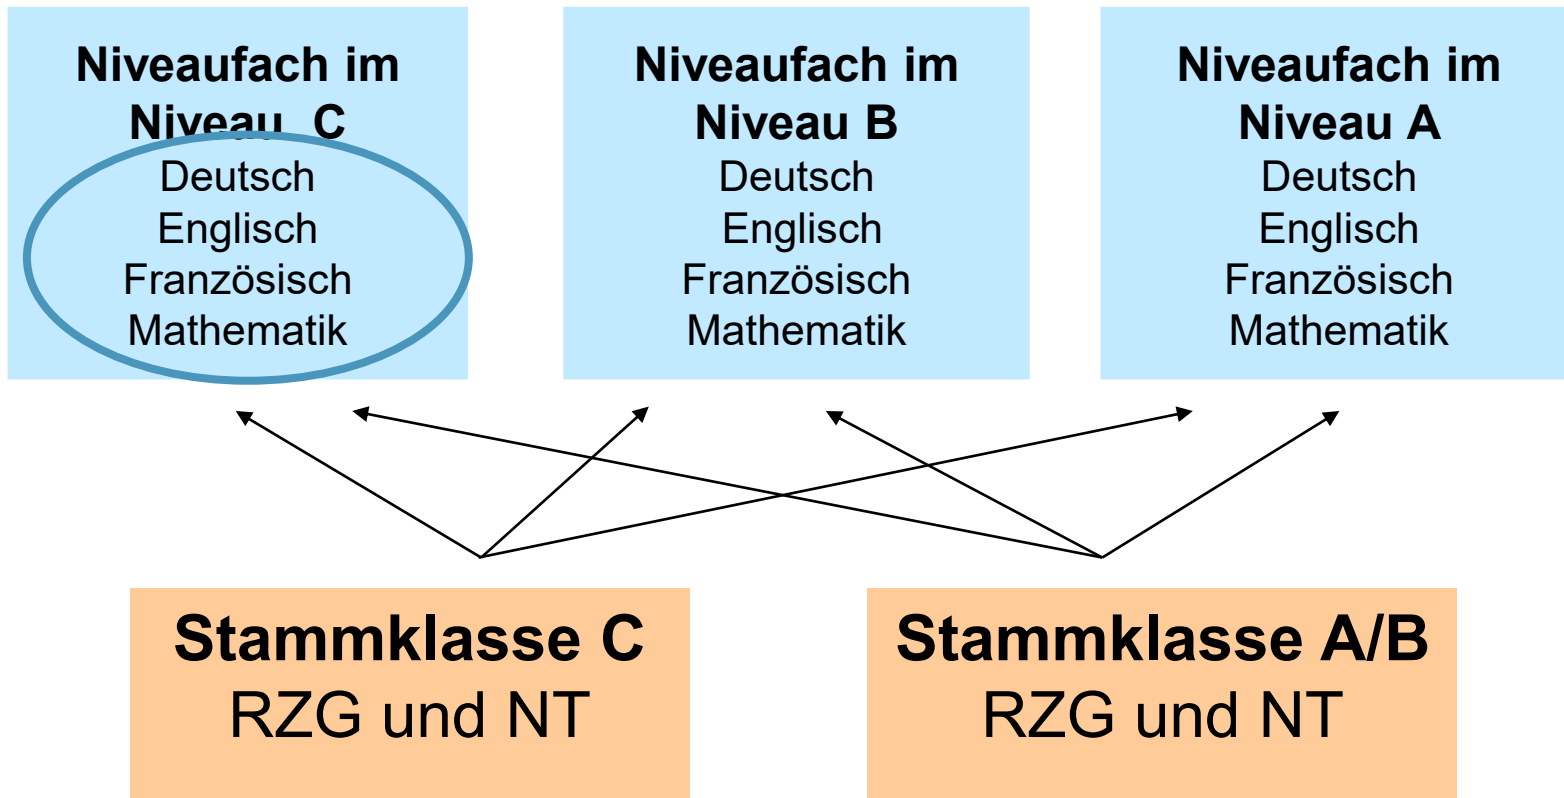 Niveaufach im
Niveau C
Deutsch
Englisch
Französisch
Mathematik
Niveaufach im
Niveau B
Deutsch
Englisch
Französisch
Mathematik
Niveaufach im
Niveau A
Deutsch
Englisch
Französisch
Mathematik
Stammklasse C
RZG und NT
Stammklasse A/B
RZG und NT